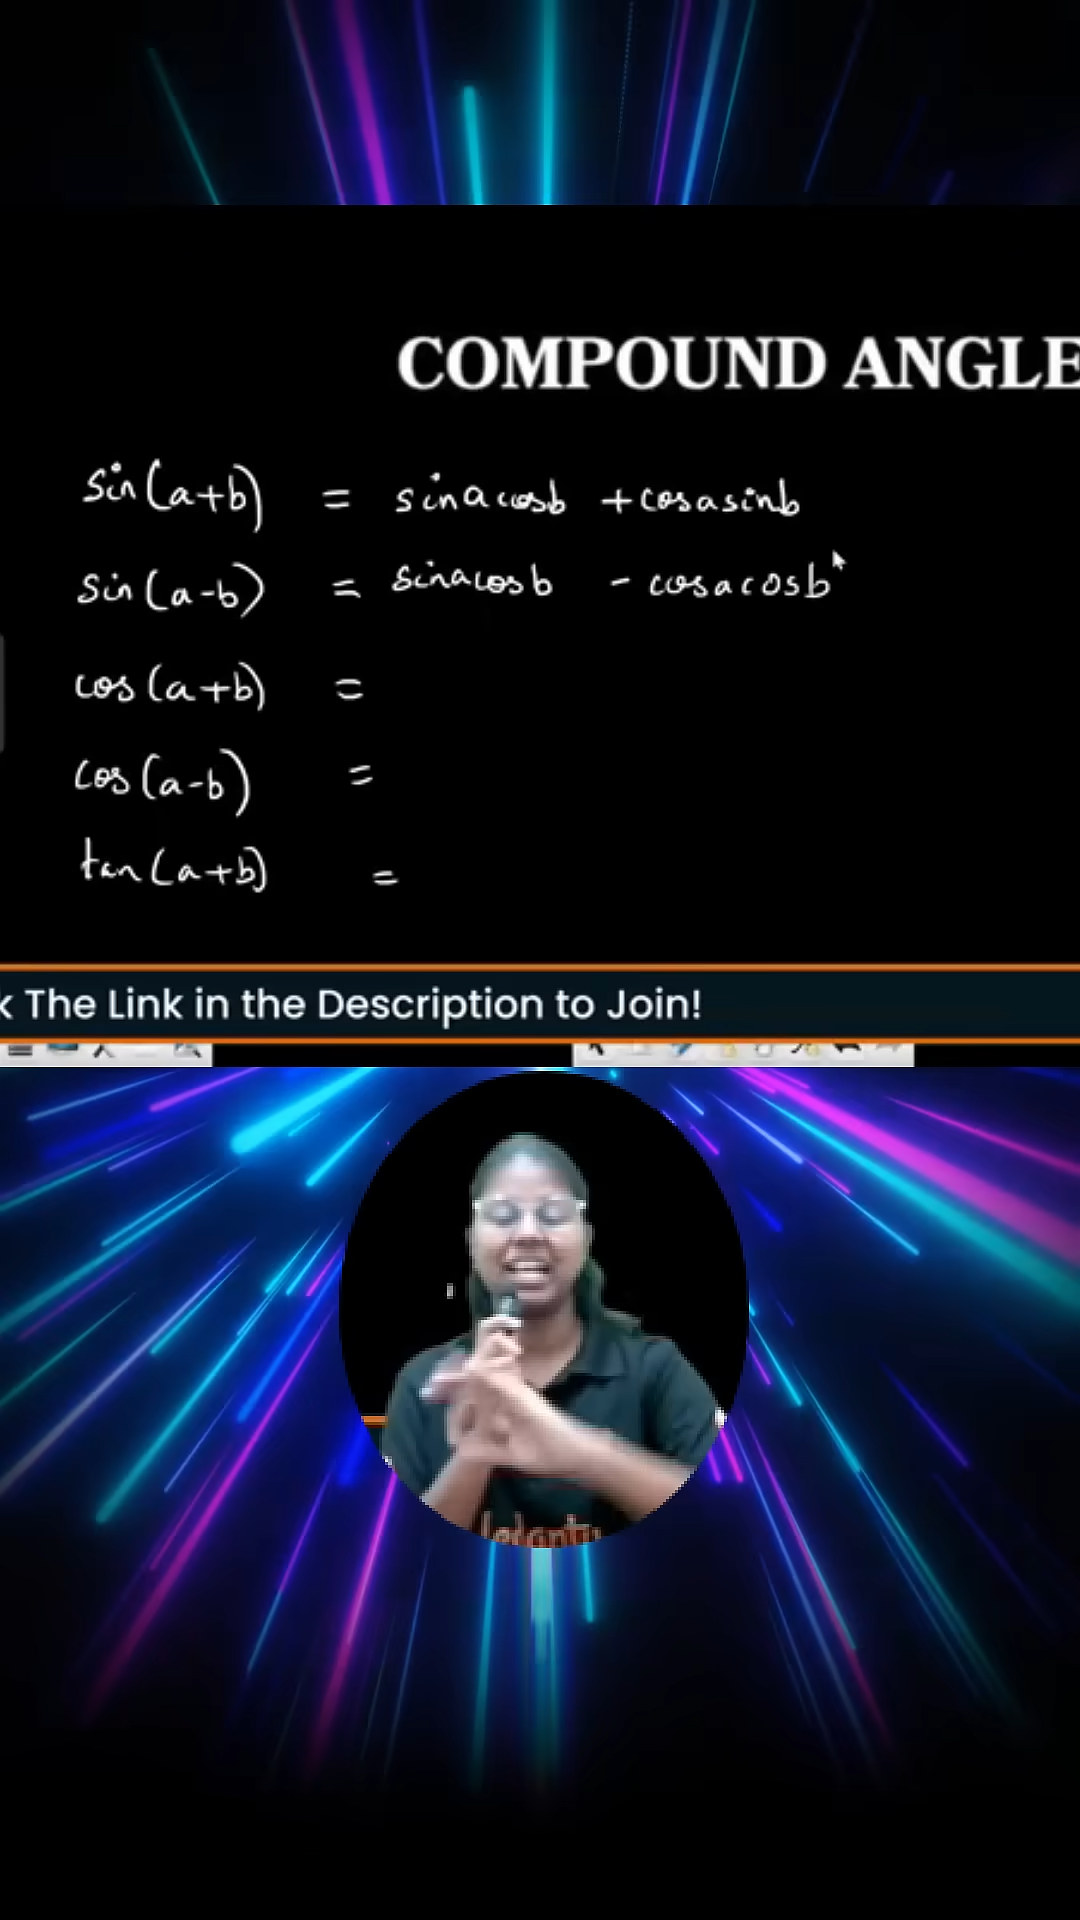 COMPOUND ANGLE
sin(a+b) = sinacosb +cosasinb
sin(a-b) = sinacosb - cosacosb
cos(a+b) =
cos(a-b) =
tan(a+b) =
k The Link in the Description to Join!